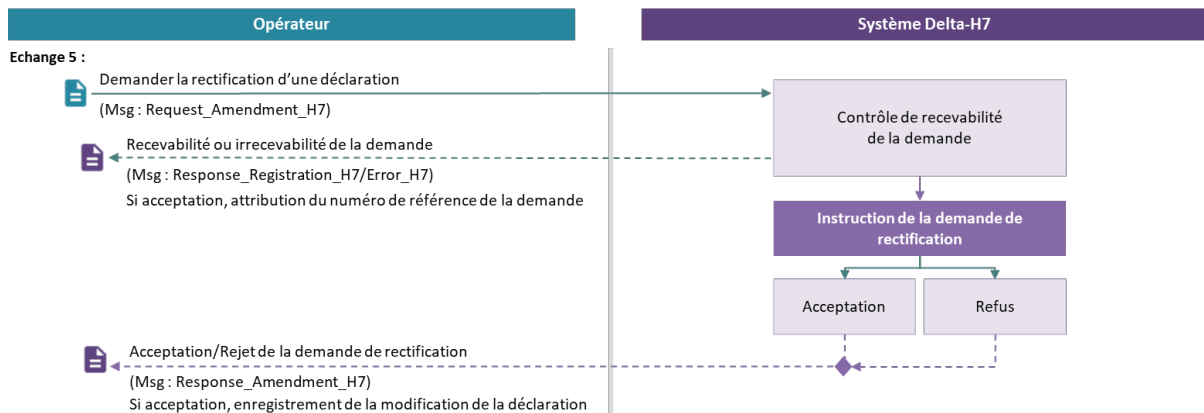 Opérateur
Système Delta-H7
Echange 5 :
Demander la rectification d’une déclaration
(Msg : Request_Amendment_H7)
Contrôle de recevabilité
de la demande
Recevabilité ou irrecevabilité de la demande
(Msg : Response_Registration_H7/Error_H7)
Si acceptation, attribution du numéro de référence de la demande
Instruction de la demande de
rectification
Acceptation
Refus
Acceptation/Rejet de la demande de rectification
(Msg : Response_Amendment_H7)
Si acceptation, enregistrement de la modification de la déclaration